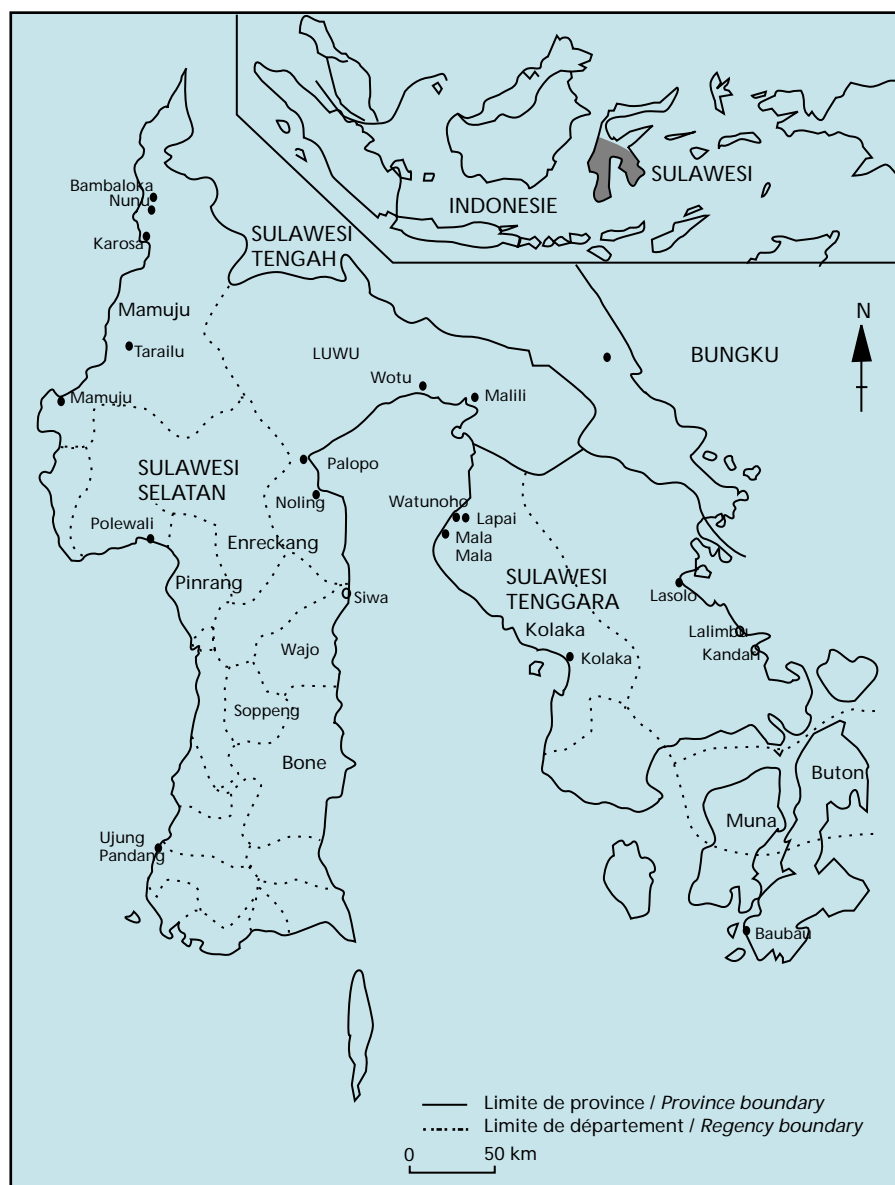 SULAWESI
INDONESIE
Bambaloka
Nunu
Karosa
SULAWESI
TENGAH
Mamuju
N
Tarailu
LUWU
BUNGKU
Wotu
Malili
Mamuju
Palopo
SULAWESI
SELATAN
Noling
Watunoho
Lapai
Polewali
Enreckang
Mala
Mala
Pinrang
SULAWESI
TENGGARA
Siwa
Lasolo
Kolaka
Lalimbu
Wajo
Kandari
Kolaka
Soppeng
Bone
Buton
Muna
Ujung
Pandang
Baubau
Limite de province / Province boundary
Limite de département / Regency boundary
0 50 km